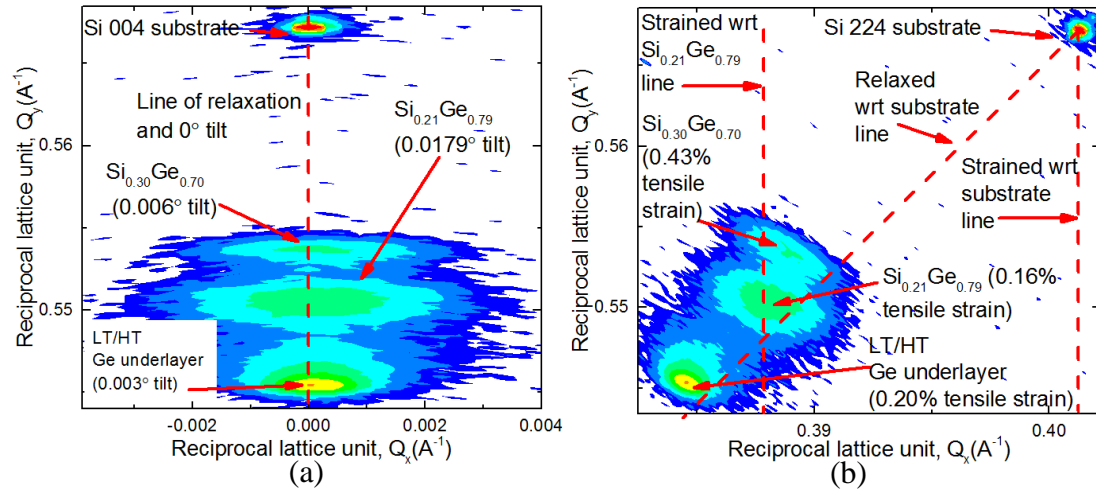 Si 004 substrate
Line of relaxation
and 0° tilt
Si0.21Ge0.79
(0.0179° tilt)
Si0.30Ge0.70
(0.006° tilt)
LT/HT
Ge underlayer
(0.003° tilt)
0.56
0.55
Reciprocal lattice unit, Qy(A-1)
-0.002
0.000
0.002
0.004
Reciprocal lattice unit, Qx(A-1)
(a)
Strained wrt
Si0.21Ge0.79
line
Si0.30Ge0.70
(0.43%
tensile
strain)
Si 224 substrate
Relaxed
wrt substrate
line
Strained wrt
substrate
line
Si0.21Ge0.79 (0.16%
tensile strain)
LT/HT
Ge underlayer
(0.20% tensile strain)
0.56
0.55
Reciprocal lattice unit, Qy(A-1)
0.39
0.40
Reciprocal lattice unit, Qx(A-1)
(b)